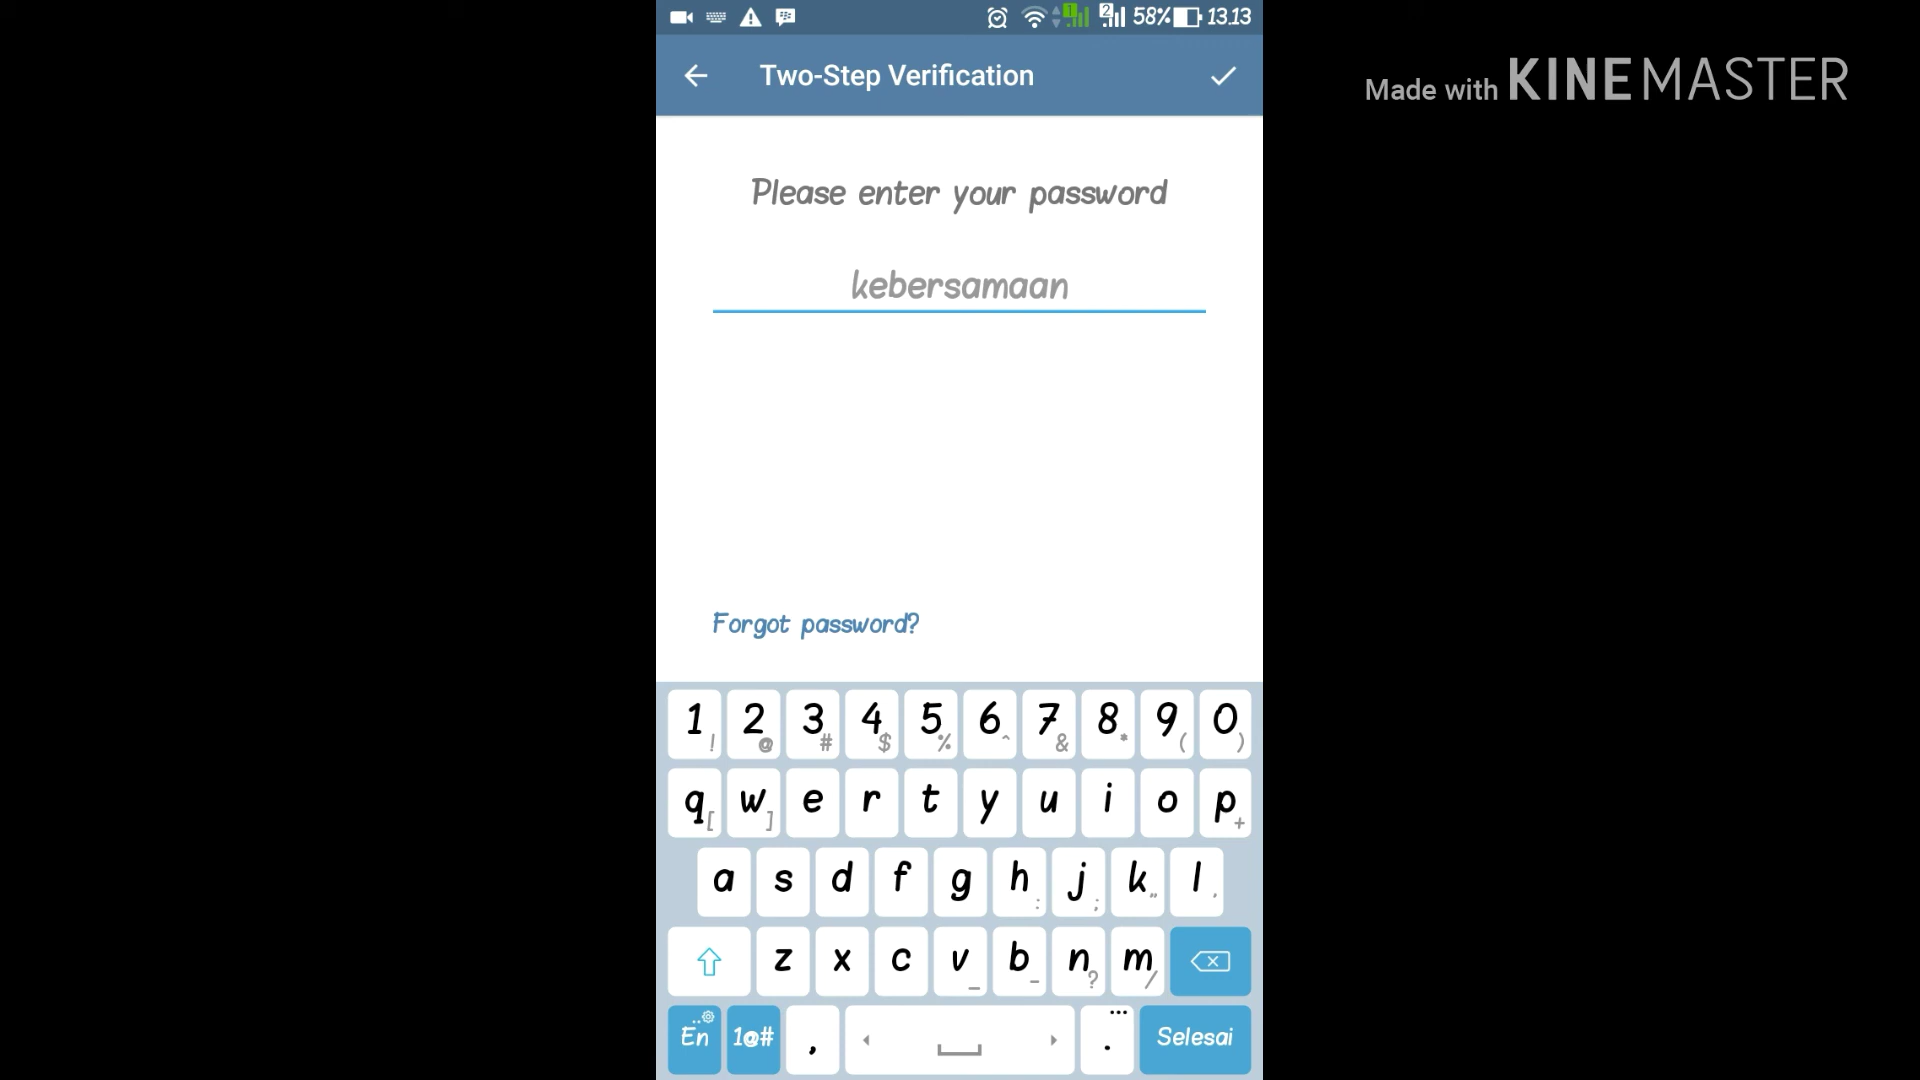 58% 13.13
Two-Step Verification
Made with KINEMASTER
Please enter your password
kebersamaan
Forgot password?
1 ! 2 @ 3 # 4 $ 5 % 6 ^ 7 & 8 * 9 ( 0 )
q [ w ] e r t y u i o p +
a s d f g h : j ; k " l '
z x c v _ b - n ? m /
En 1@# , . Selesai